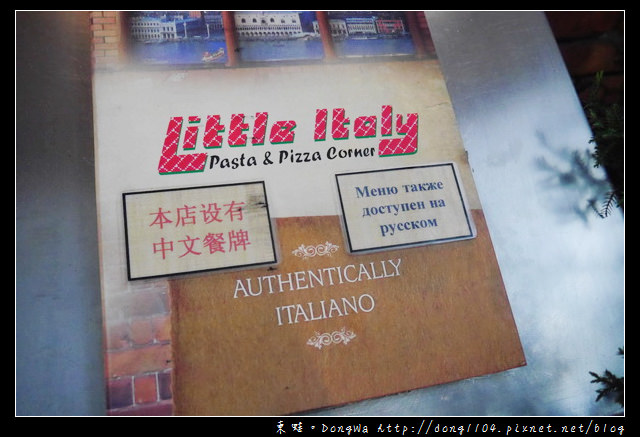 Little Italy
Pasta & Pizza Corner
本店设有
中文餐牌
Меню также
доступен на
русском
AUTHENTICALLY
ITALIANO
東蛙。DongWa http://dong1104.pixnet.net/blog